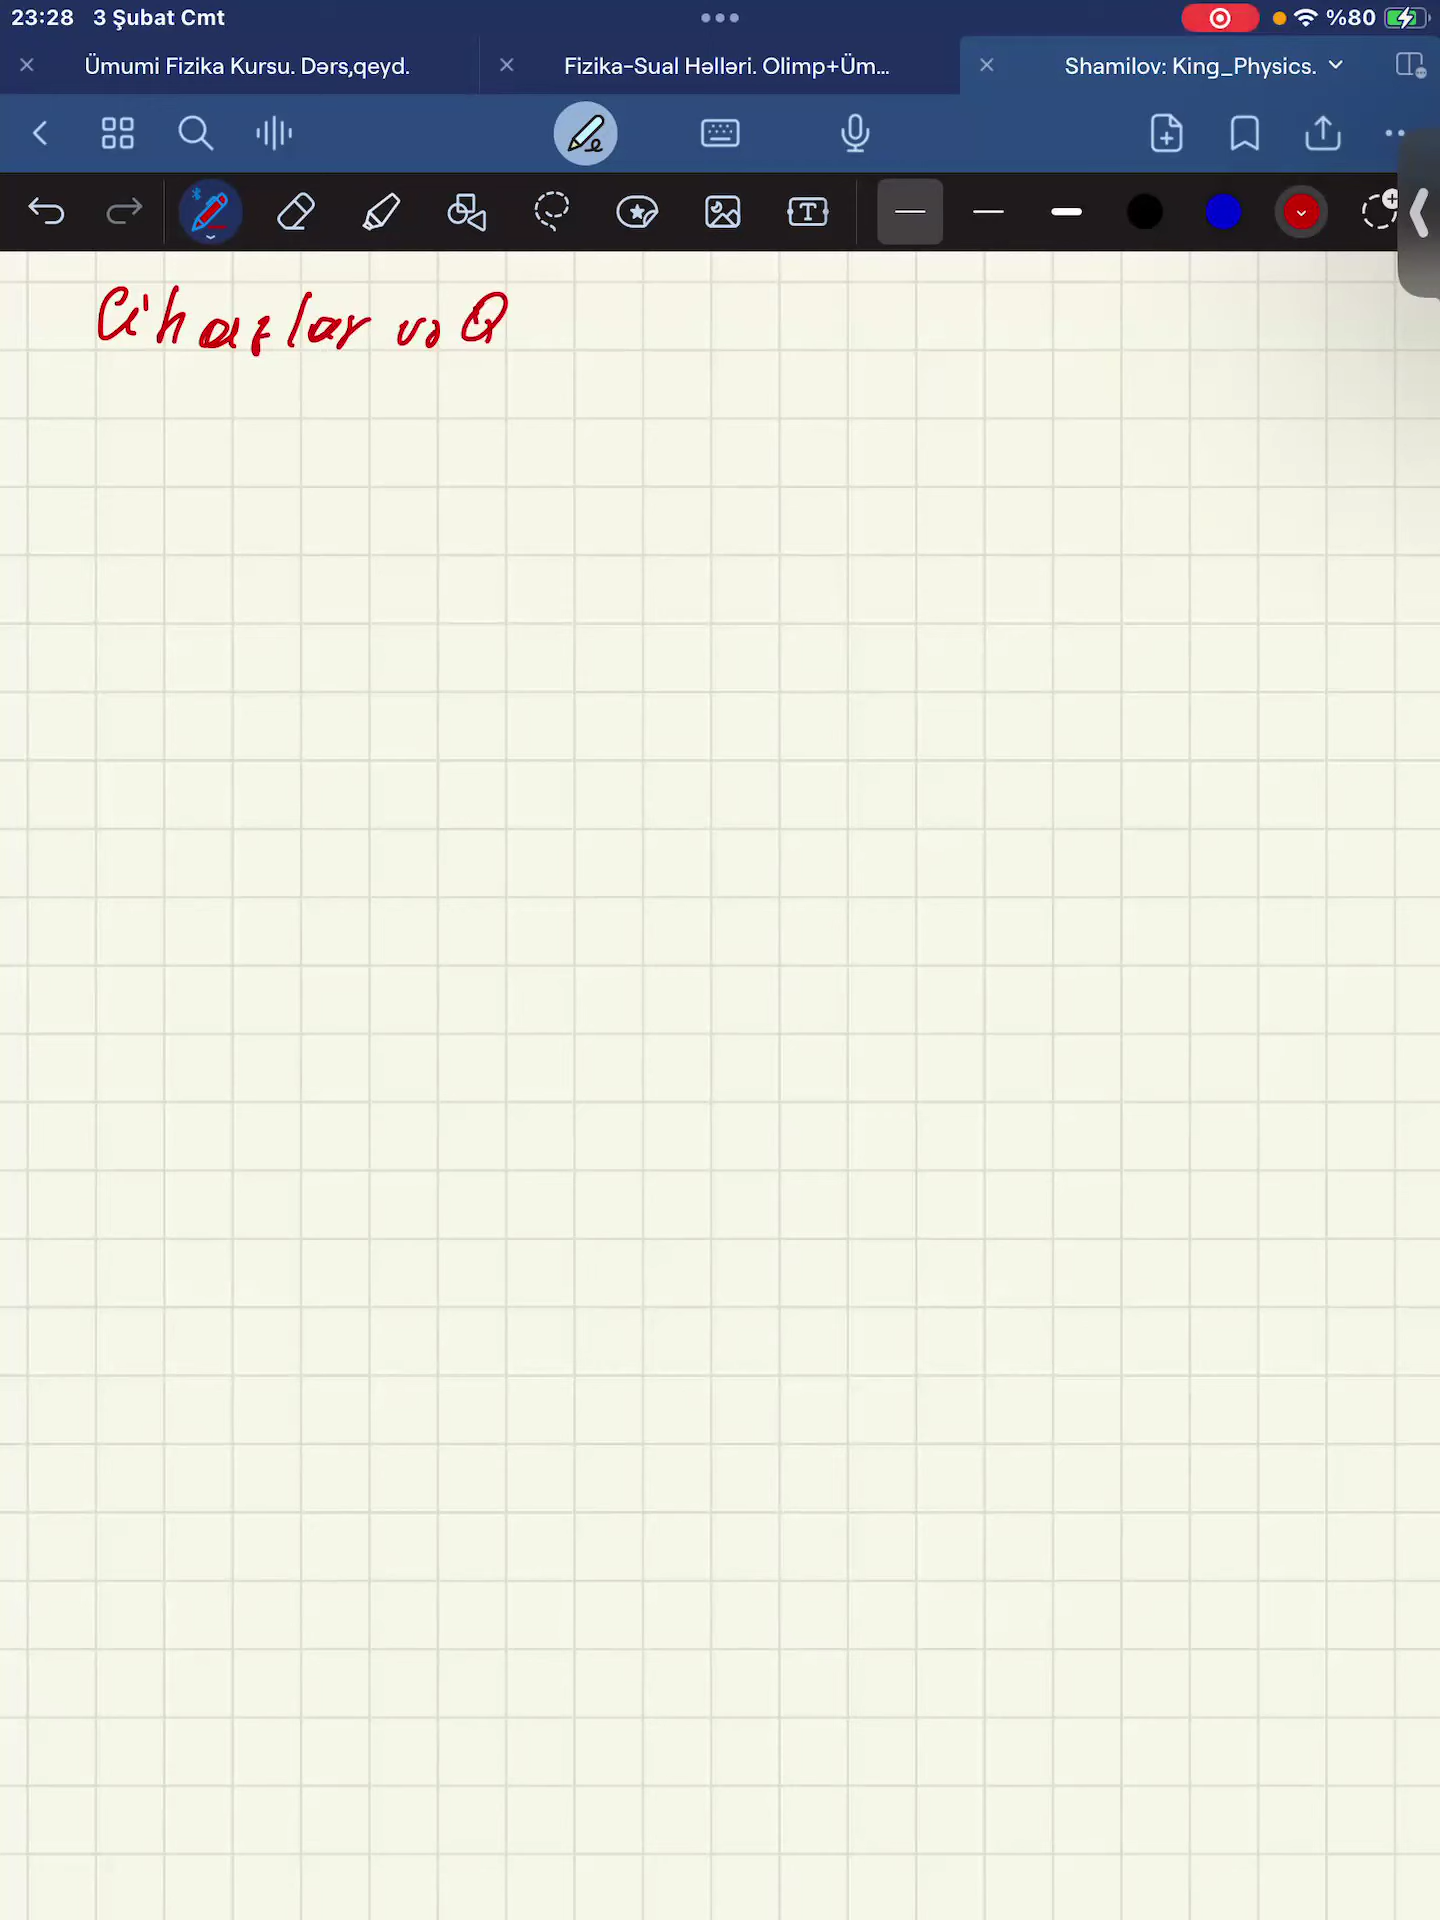 23:28 3 Şubat Cmt %80
Ümumi Fizika Kursu. Dərs,qeyd. Fizika-Sual Həlləri. Olimp+Üm... Shamilov: King_Physics.
Cihazlar və Q